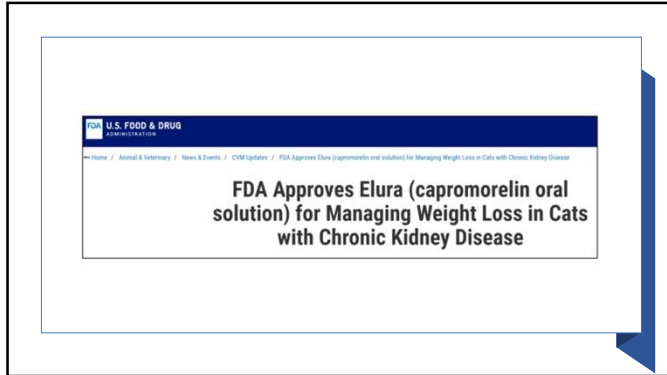 FDA U.S. FOOD & DRUG
ADMINISTRATION
Home / Animal & Veterinary / News & Events / CVM Updates / FDA Approves Elura (capromorelin oral solution) for Managing Weight Loss in Cats with Chronic Kidney Disease
FDA Approves Elura (capromorelin oral
solution) for Managing Weight Loss in Cats
with Chronic Kidney Disease